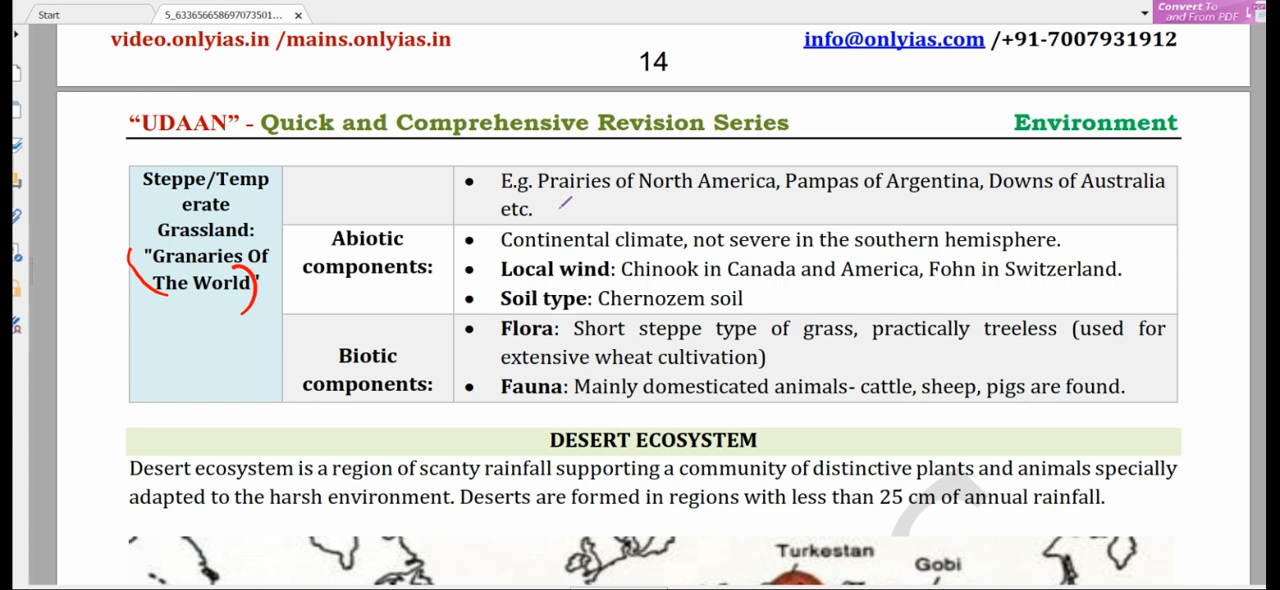 Start
5_633656658697073501...
Convert To
and From PDF
video.onlyias.in /mains.onlyias.in
info@onlyias.com /+91-7007931912
14
“UDAAN” - Quick and Comprehensive Revision Series
Environment
Steppe/Temp
erate
Grassland:
"Granaries Of
The World"
• E.g. Prairies of North America, Pampas of Argentina, Downs of Australia
etc.
Abiotic
components:
• Continental climate, not severe in the southern hemisphere.
• Local wind: Chinook in Canada and America, Fohn in Switzerland.
• Soil type: Chernozem soil
Biotic
components:
• Flora: Short steppe type of grass, practically treeless (used for
extensive wheat cultivation)
• Fauna: Mainly domesticated animals- cattle, sheep, pigs are found.
DESERT ECOSYSTEM
Desert ecosystem is a region of scanty rainfall supporting a community of distinctive plants and animals specially
adapted to the harsh environment. Deserts are formed in regions with less than 25 cm of annual rainfall.
Turkestan
Gobi